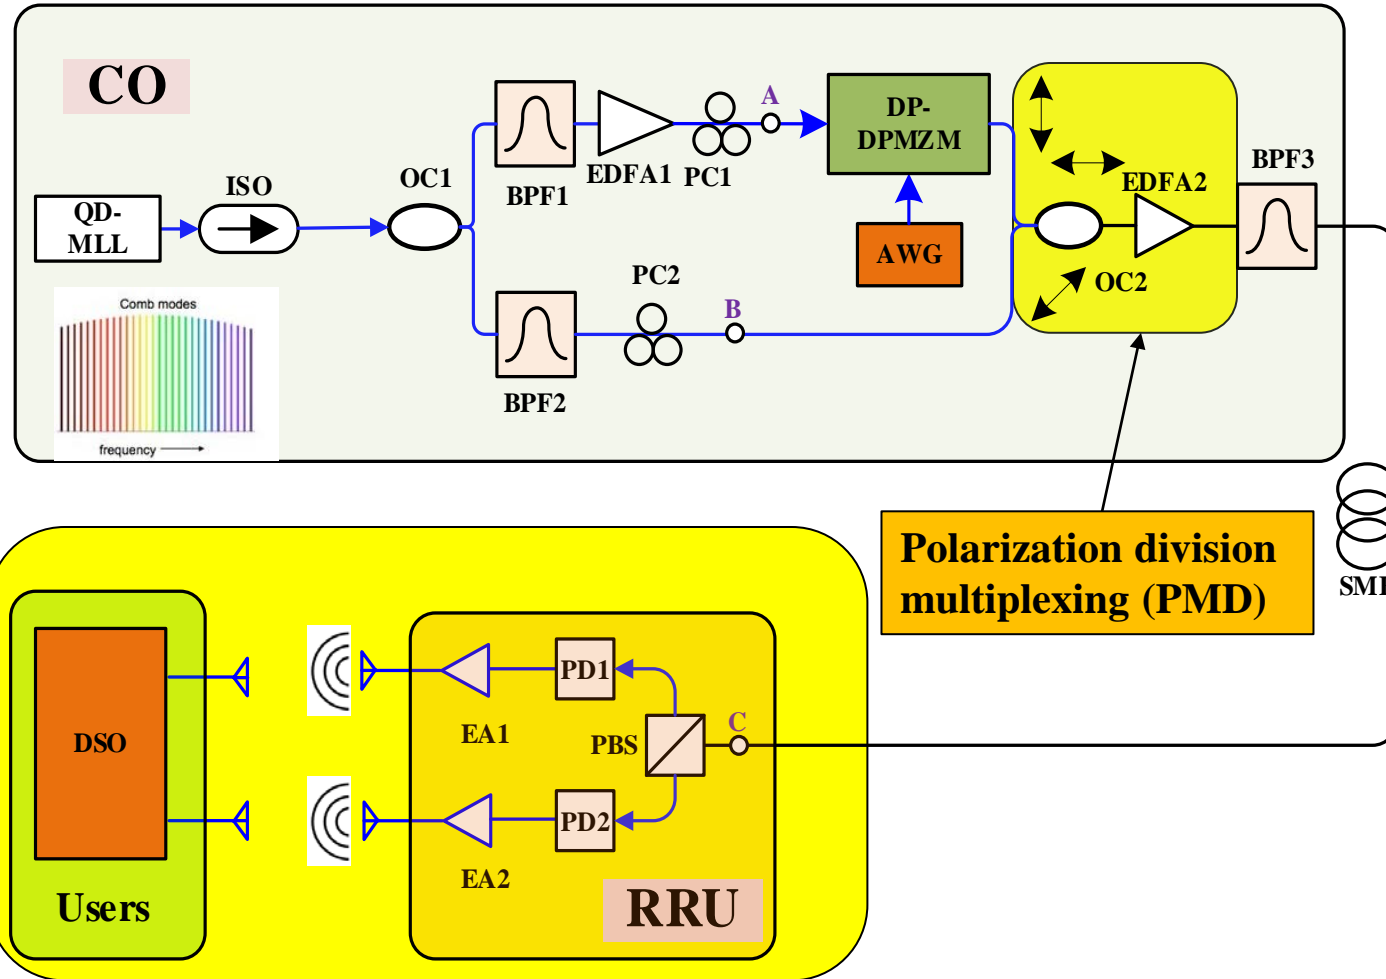 CO
QD-
MLL
ISO
OC1
BPF1
EDFA1
PC1
A
DP-
DPMZM
AWG
EDFA2
OC2
BPF3
PC2
B
BPF2
Comb modes
frequency
Polarization division
multiplexing (PMD)
DSO
Users
EA1
PD1
PBS
C
EA2
PD2
RRU